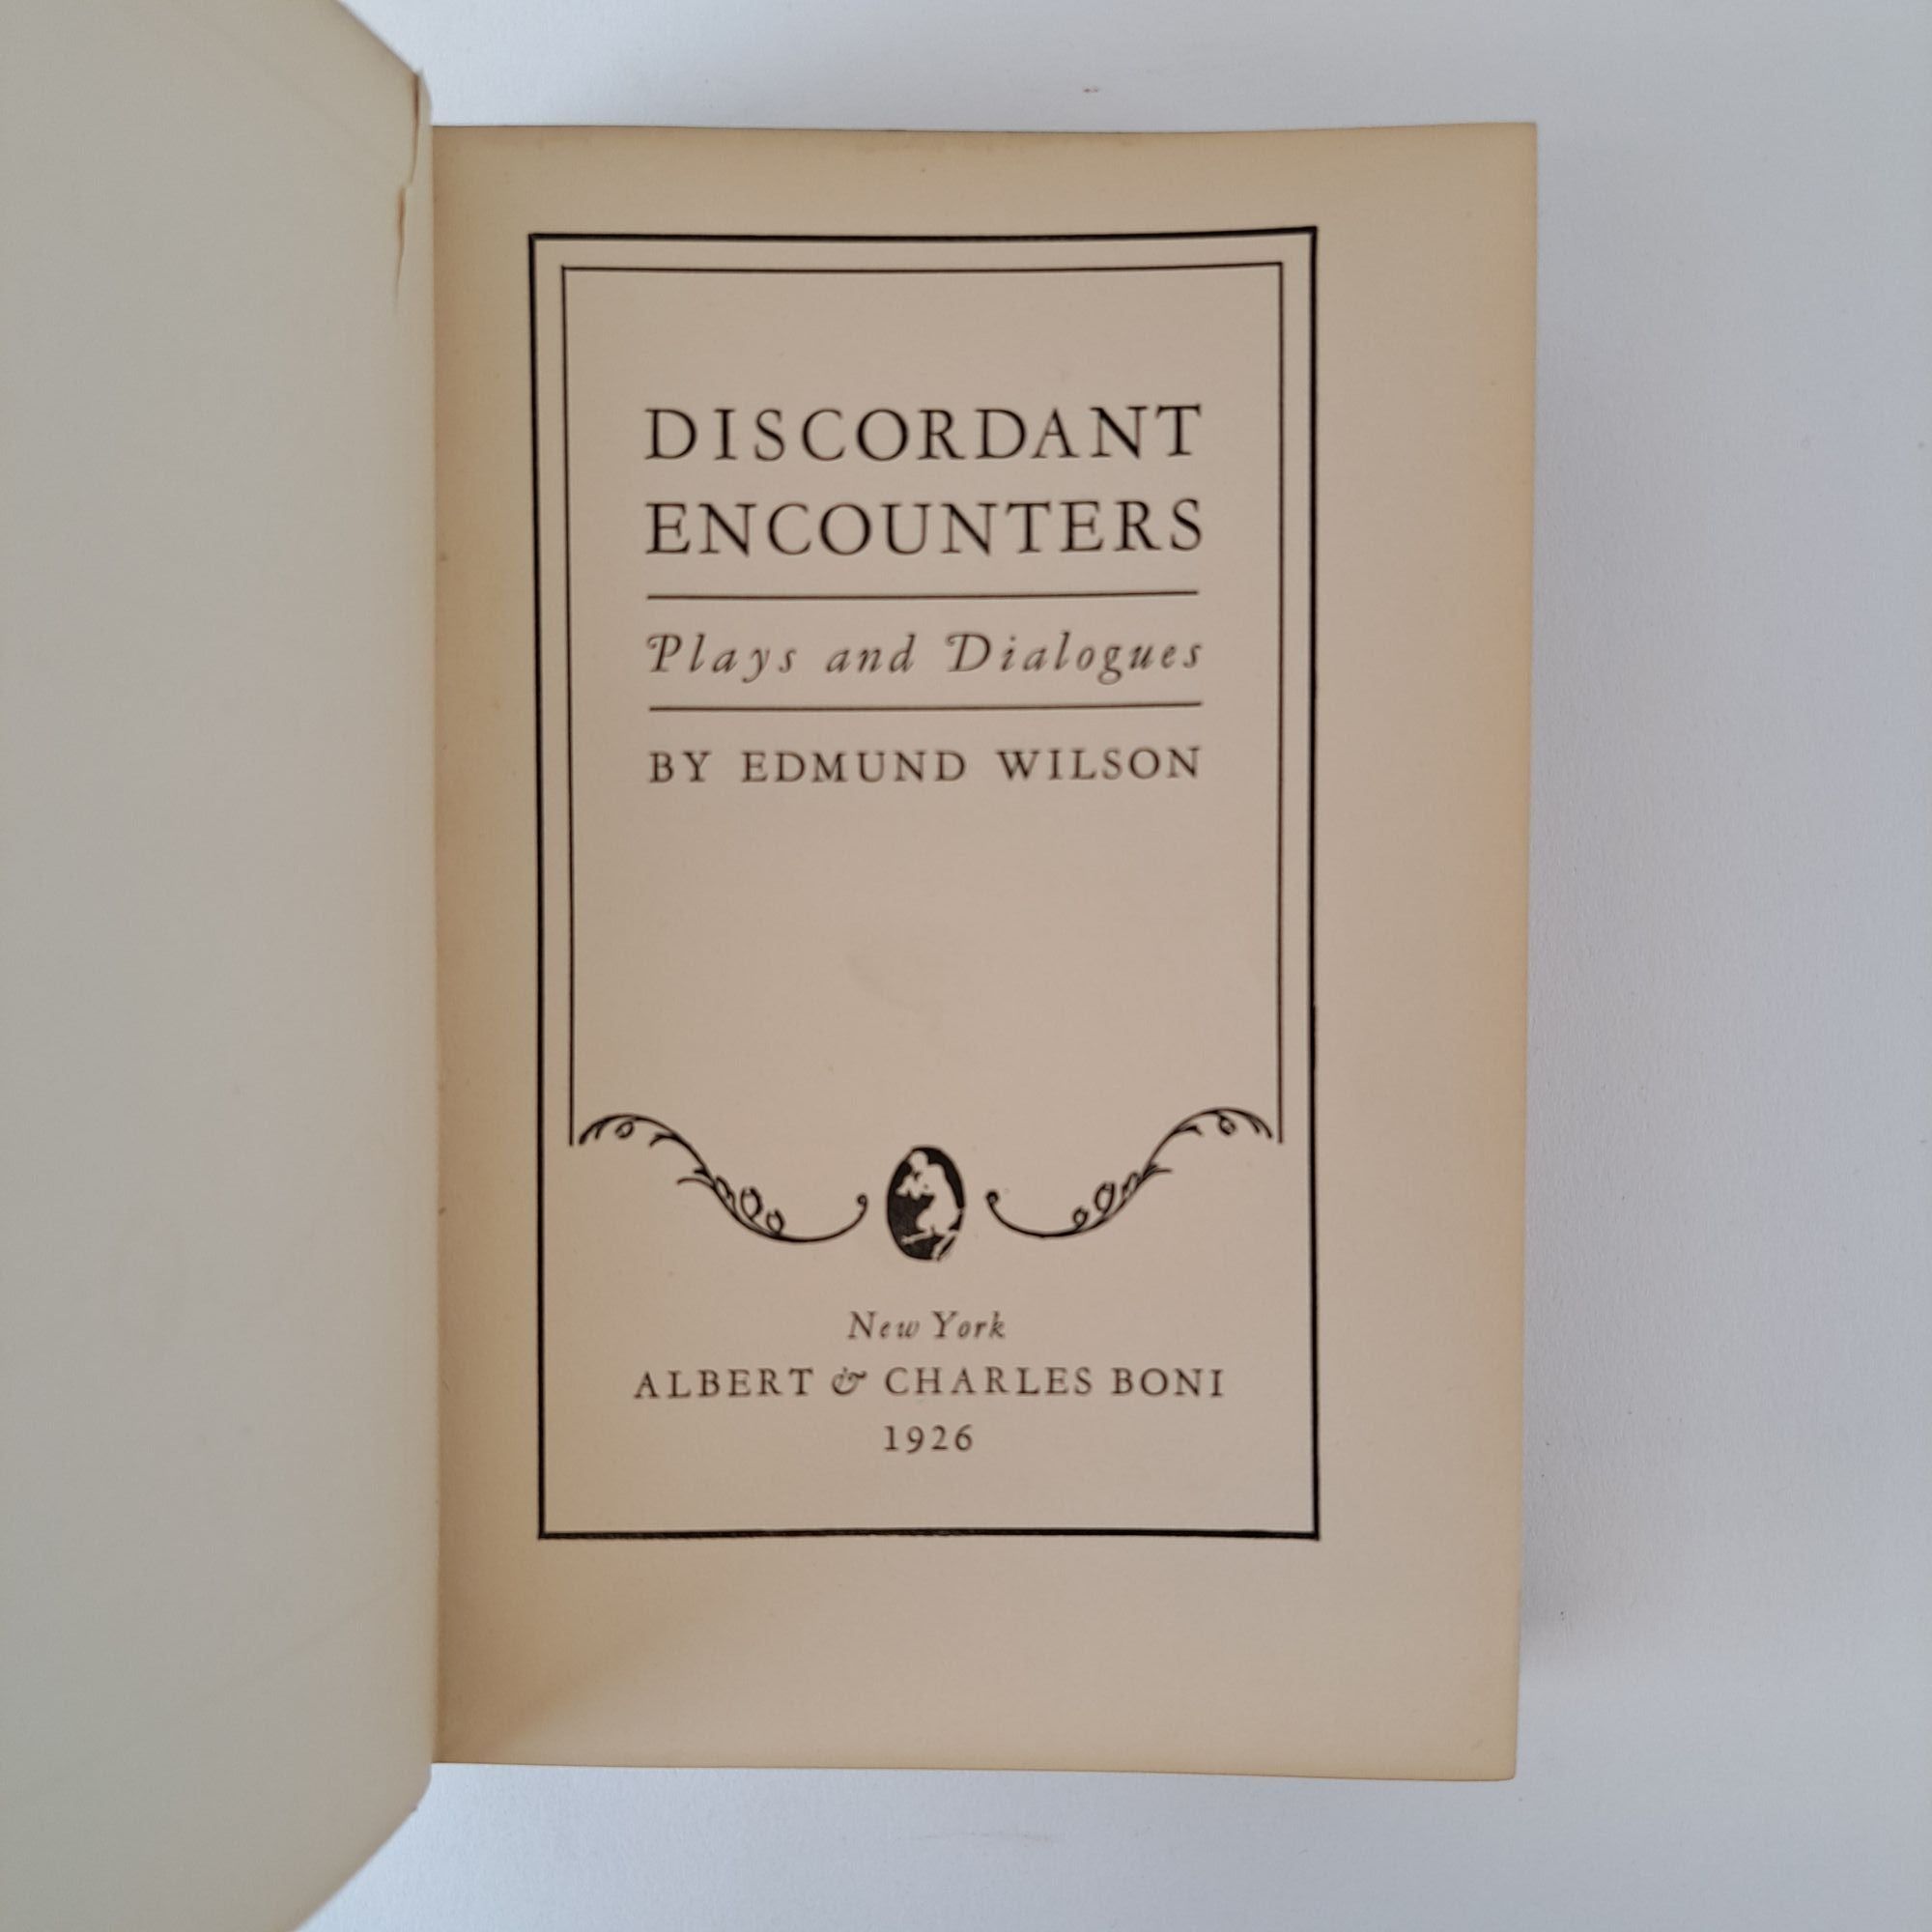 DISCORDANT
ENCOUNTERS
Plays and Dialogues
BY EDMUND WILSON
New York
ALBERT & CHARLES BONI
1926